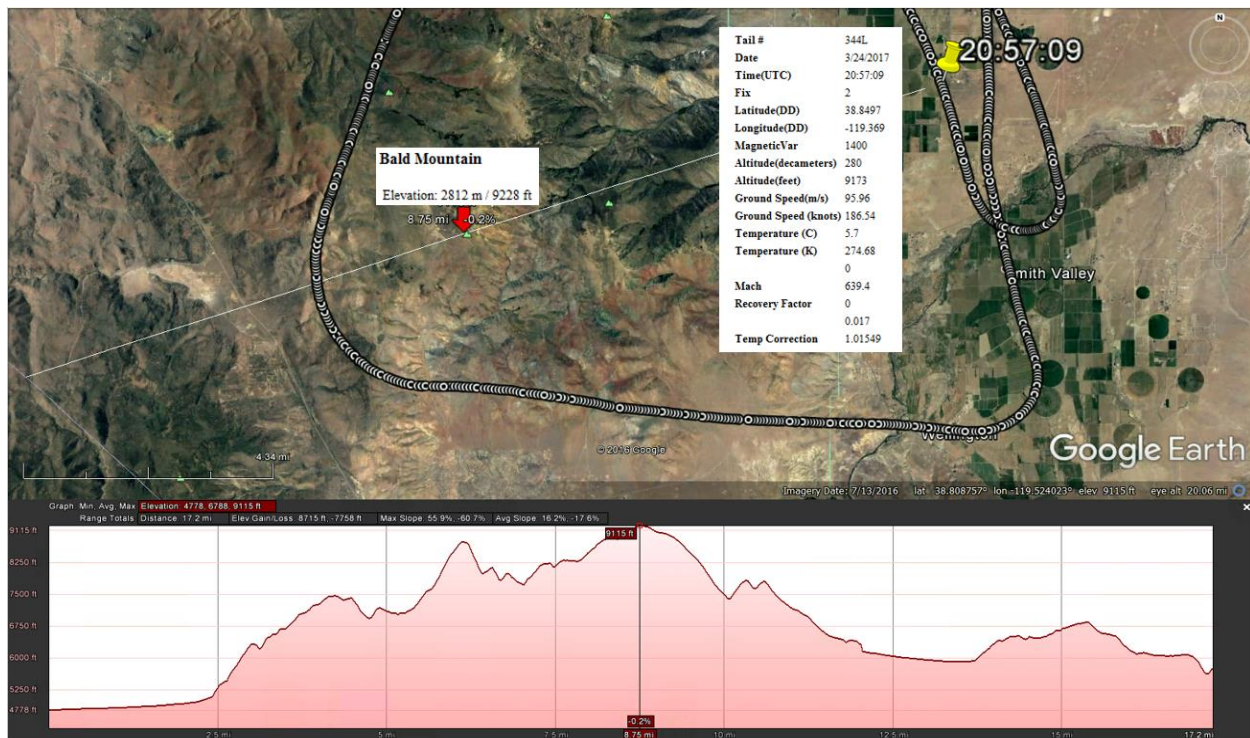 20:57:09
N
Tail # 344L
Date 3/24/2017
Time(UTC) 20:57:09
Fix 2
Latitude(DD) 38.8497
Longitude(DD) -119.369
MagneticVar 1400
Altitude(decameters) 280
Altitude(feet) 9173
Ground Speed(m/s) 95.96
Ground Speed (knots) 186.54
Temperature (C) 5.7
Temperature (K) 274.68
0
Mach 639.4
Recovery Factor 0
0.017
Temp Correction 1.01549
Bald Mountain
Elevation: 2812 m / 9228 ft
8.75 mi -0.2%
Smith Valley
Wellington
© 2016 Google
Google Earth
4.34 mi
Imagery Date: 7/13/2016 lat 38.808757° lon -119.524023° elev 9115 ft eye alt 20.06 mi
Graph: Min, Avg, Max Elevation: 4778, 6788, 9115 ft
Range Totals: Distance: 17.2 mi Elev Gain/Loss: 8715 ft, -7758 ft Max Slope: 55.9%, -60.7% Avg Slope: 16.2%, -17.6%
9115 ft
9115 ft
8250 ft
7500 ft
6750 ft
6000 ft
5250 ft
4778 ft
-0.2%
2.5 mi 5 mi 7.5 mi 8.75 mi 10 mi 12.5 mi 15 mi 17.2 mi